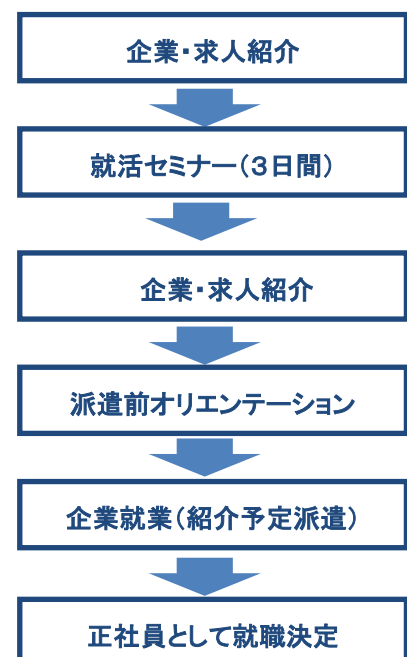 企業・求人紹介
就活セミナー（３日間）
企業・求人紹介
派遣前オリエンテーション
企業就業（紹介予定派遣）
正社員として就職決定